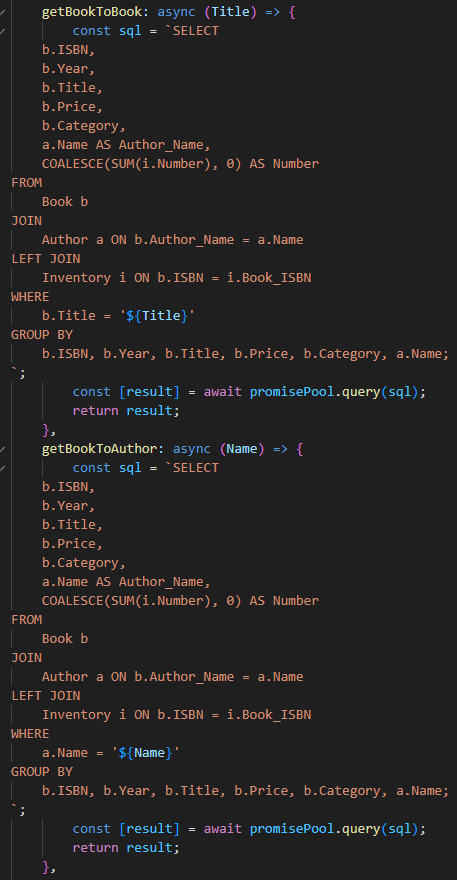 getBookToBook: async (Title) => {
const sql = `SELECT
b.ISBN,
b.Year,
b.Title,
b.Price,
b.Category,
a.Name AS Author_Name,
COALESCE(SUM(i.Number), 0) AS Number
FROM
Book b
JOIN
Author a ON b.Author_Name = a.Name
LEFT JOIN
Inventory i ON b.ISBN = i.Book_ISBN
WHERE
b.Title = '${Title}'
GROUP BY
b.ISBN, b.Year, b.Title, b.Price, b.Category, a.Name;
`;
const [result] = await promisePool.query(sql);
return result;
},
getBookToAuthor: async (Name) => {
const sql = `SELECT
b.ISBN,
b.Year,
b.Title,
b.Price,
b.Category,
a.Name AS Author_Name,
COALESCE(SUM(i.Number), 0) AS Number
FROM
Book b
JOIN
Author a ON b.Author_Name = a.Name
LEFT JOIN
Inventory i ON b.ISBN = i.Book_ISBN
WHERE
a.Name = '${Name}'
GROUP BY
b.ISBN, b.Year, b.Title, b.Price, b.Category, a.Name;
`;
const [result] = await promisePool.query(sql);
return result;
},